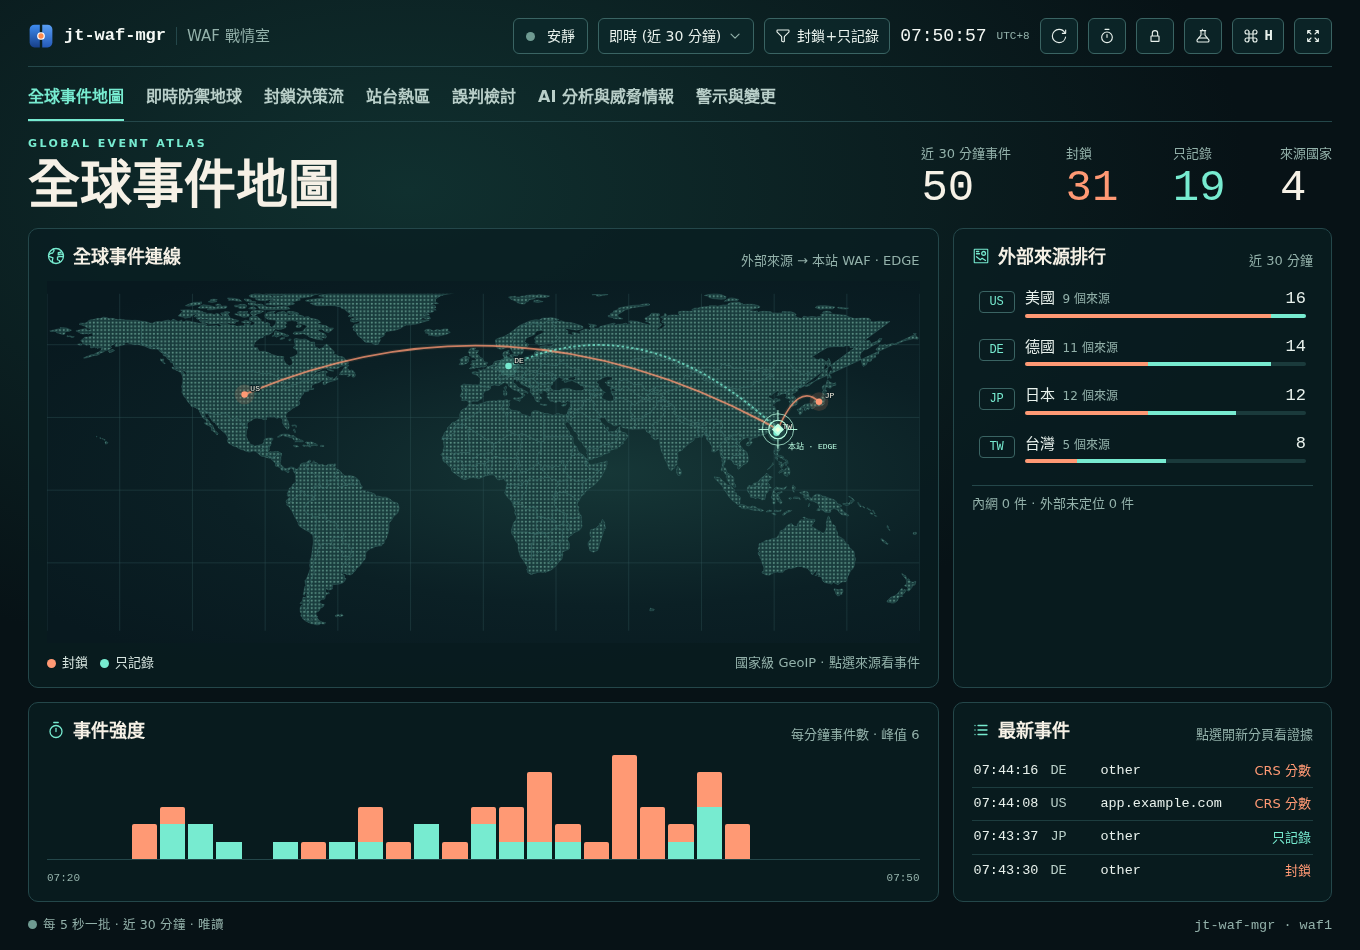 jt-waf-mgr WAF 戰情室 安靜 即時 (近 30 分鐘) 封鎖+只記錄 07:50:57 UTC+8 ⌘ H
全球事件地圖 即時防禦地球 封鎖決策流 站台熱區 誤判檢討 AI 分析與威脅情報 警示與變更
GLOBAL EVENT ATLAS
全球事件地圖
近 30 分鐘事件 封鎖 只記錄 來源國家
50 31 19 4
全球事件連線 外部來源 → 本站 WAF · EDGE
US
DE
JP
本站 · EDGE
封鎖 只記錄 國家級 GeoIP · 點選來源看事件
外部來源排行 近 30 分鐘
US 美國 9 個來源 16
DE 德國 11 個來源 14
JP 日本 12 個來源 12
TW 台灣 5 個來源 8
內網 0 件 · 外部未定位 0 件
事件強度 每分鐘事件數 · 峰值 6
07:20 07:50
最新事件 點選開新分頁看證據
07:44:16 DE other CRS 分數
07:44:08 US app.example.com CRS 分數
07:43:37 JP other 只記錄
07:43:30 DE other 封鎖
每 5 秒一批 · 近 30 分鐘 · 唯讀 jt-waf-mgr · waf1